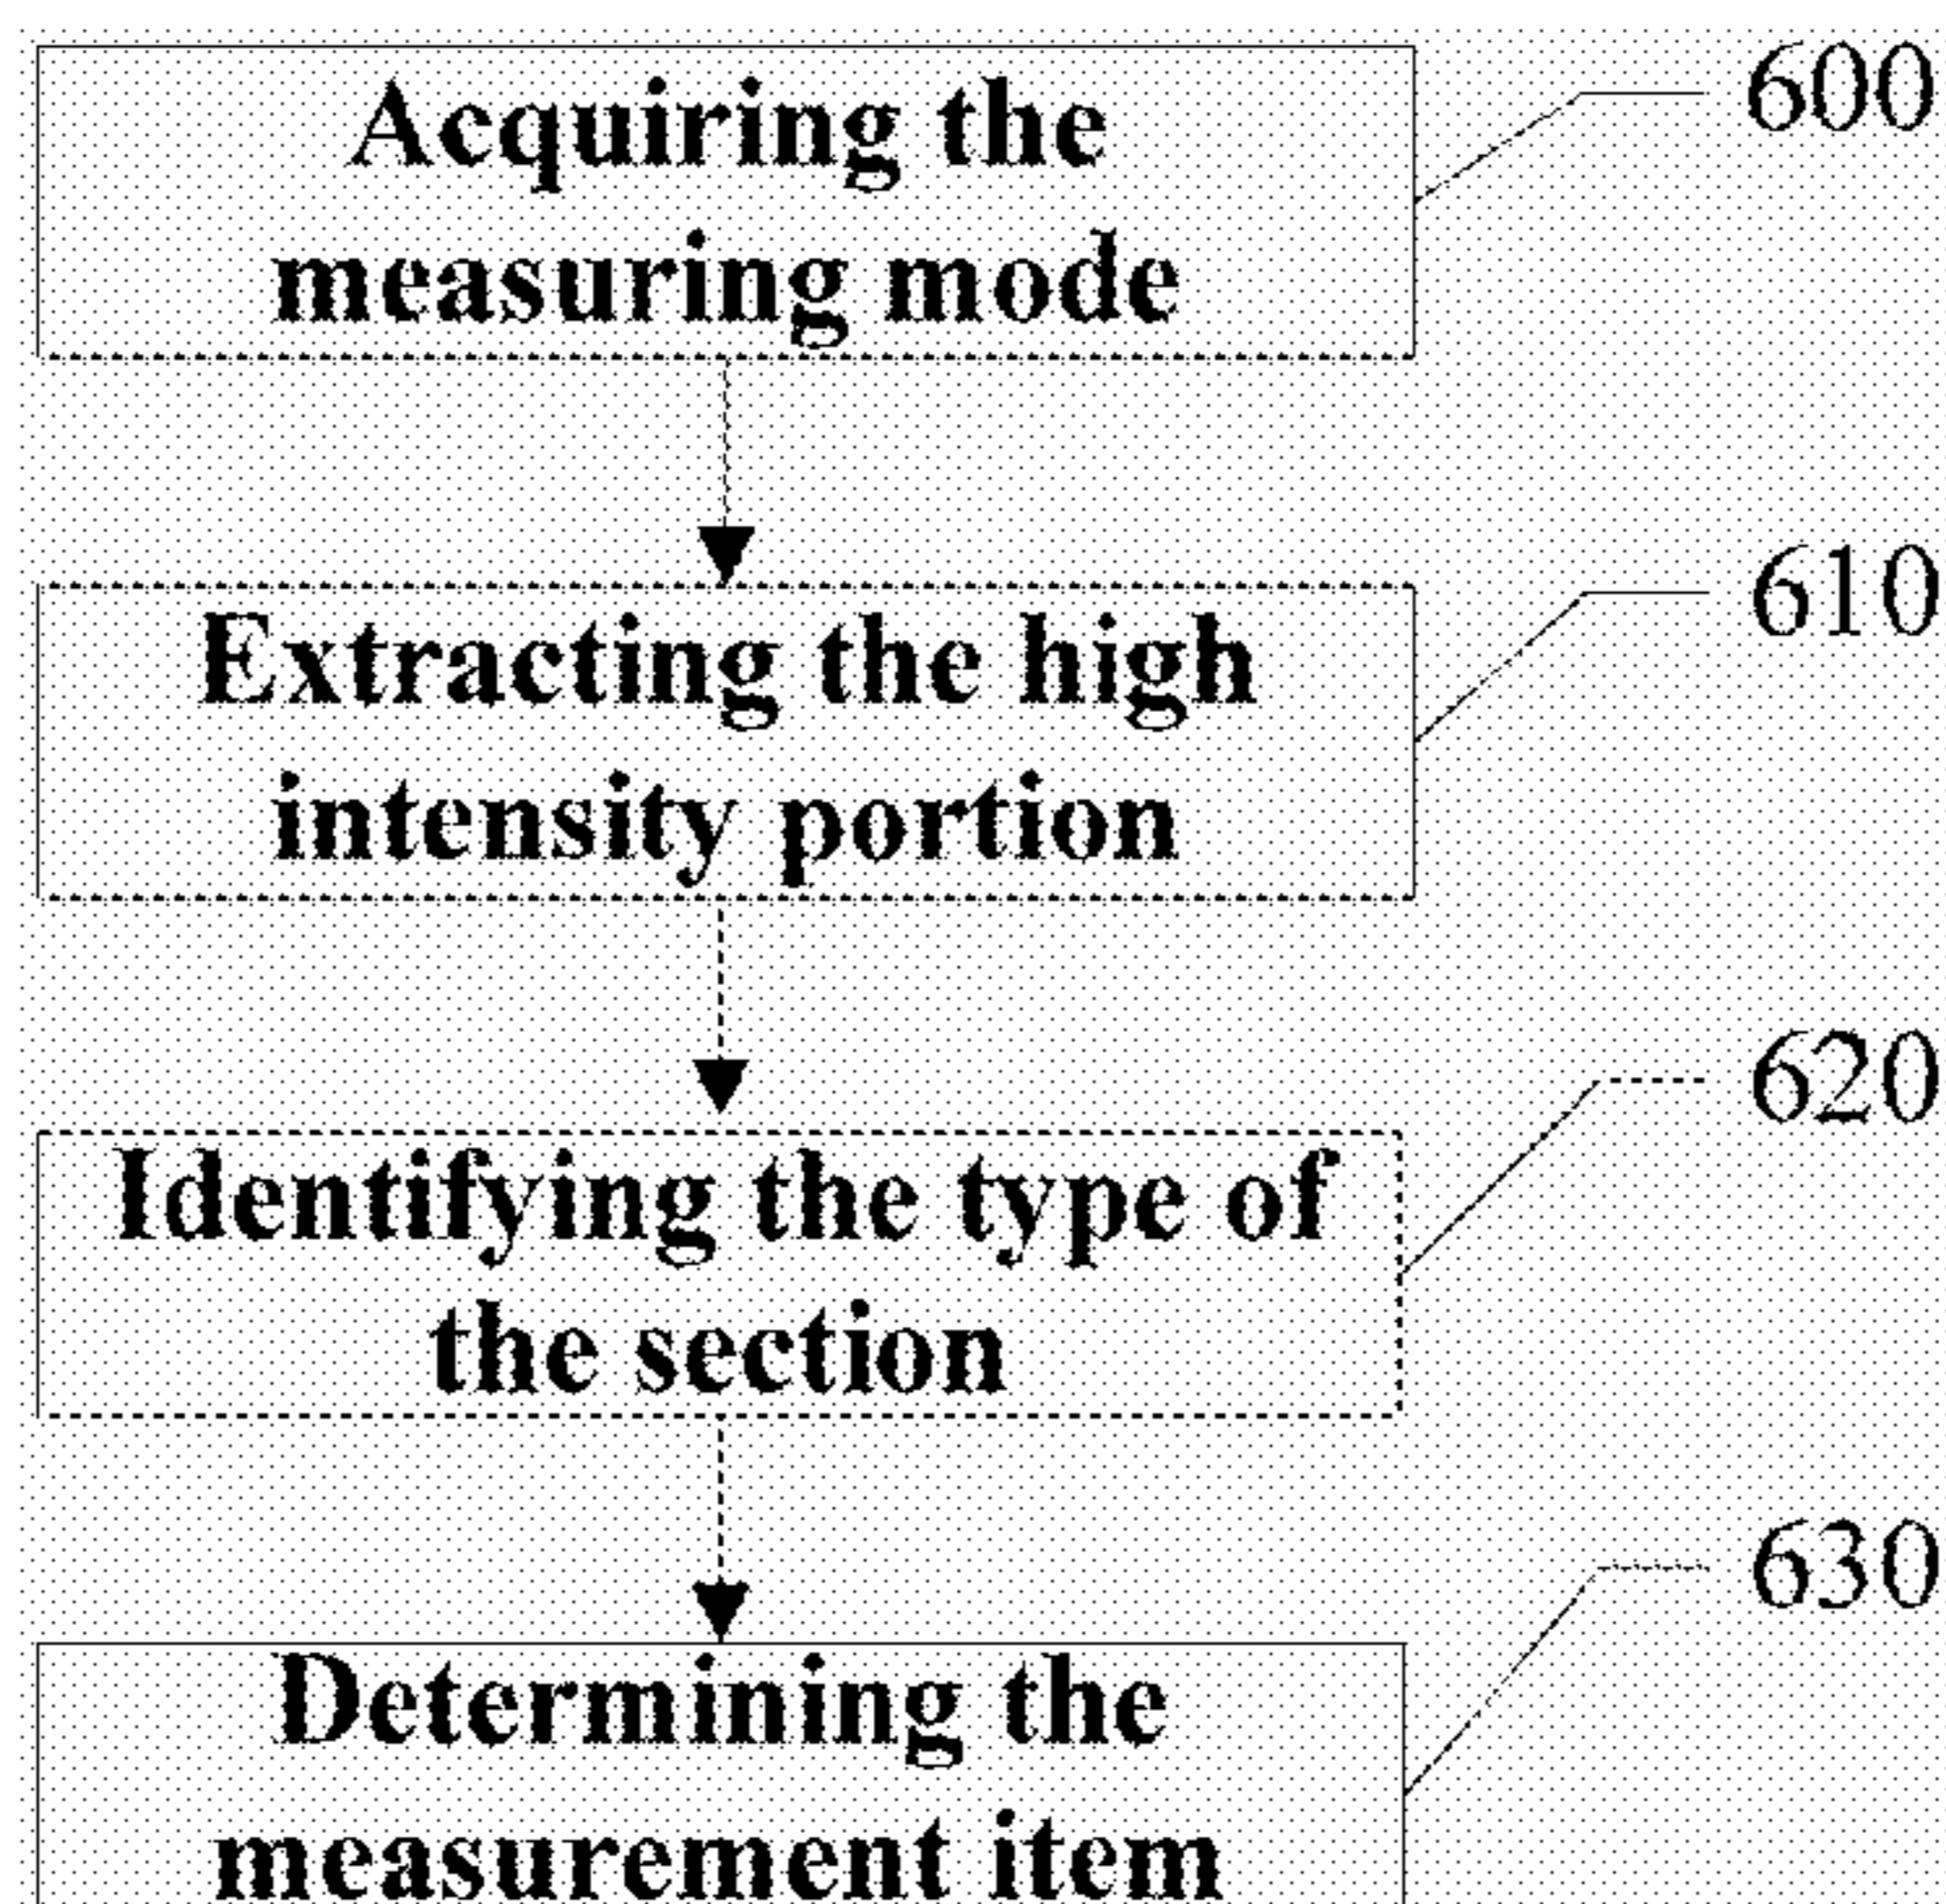 Acquiring the
measuring mode
600
Extracting the high
intensity portion
610
Identifying the type of
the section
620
Determining the
measurement item
630